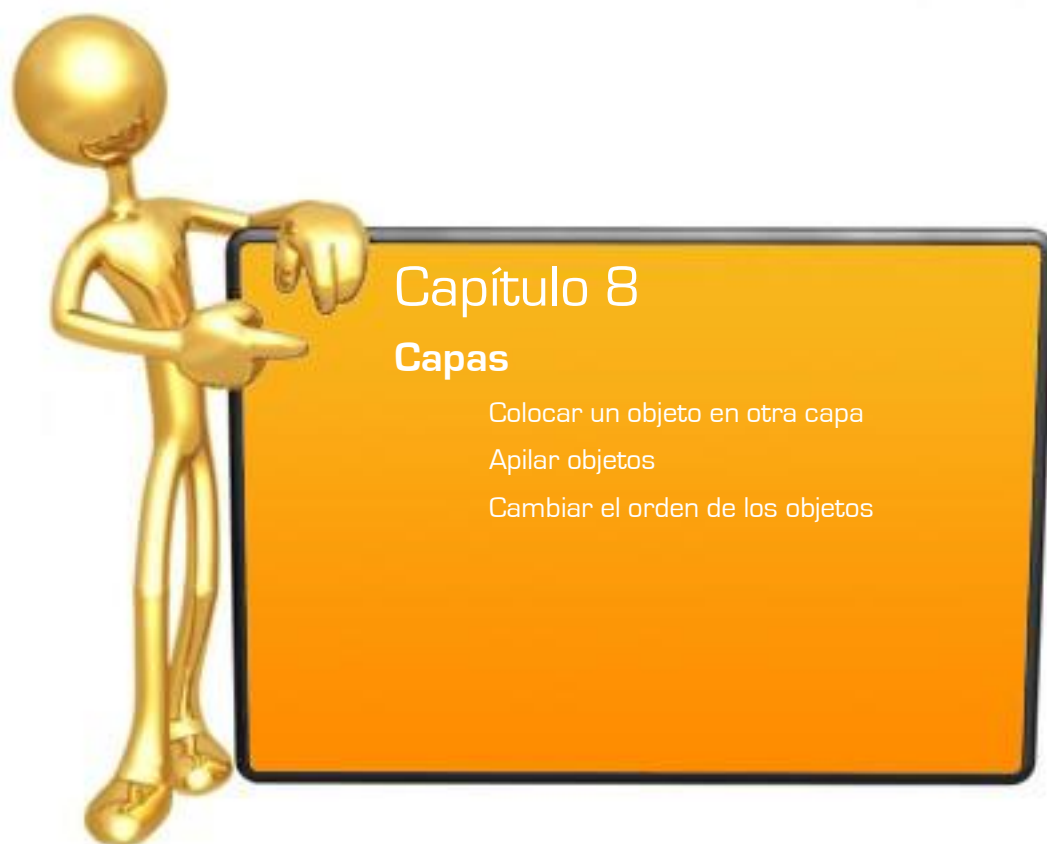 Capítulo 8
Capas
Colocar un objeto en otra capa
Apilar objetos
Cambiar el orden de los objetos